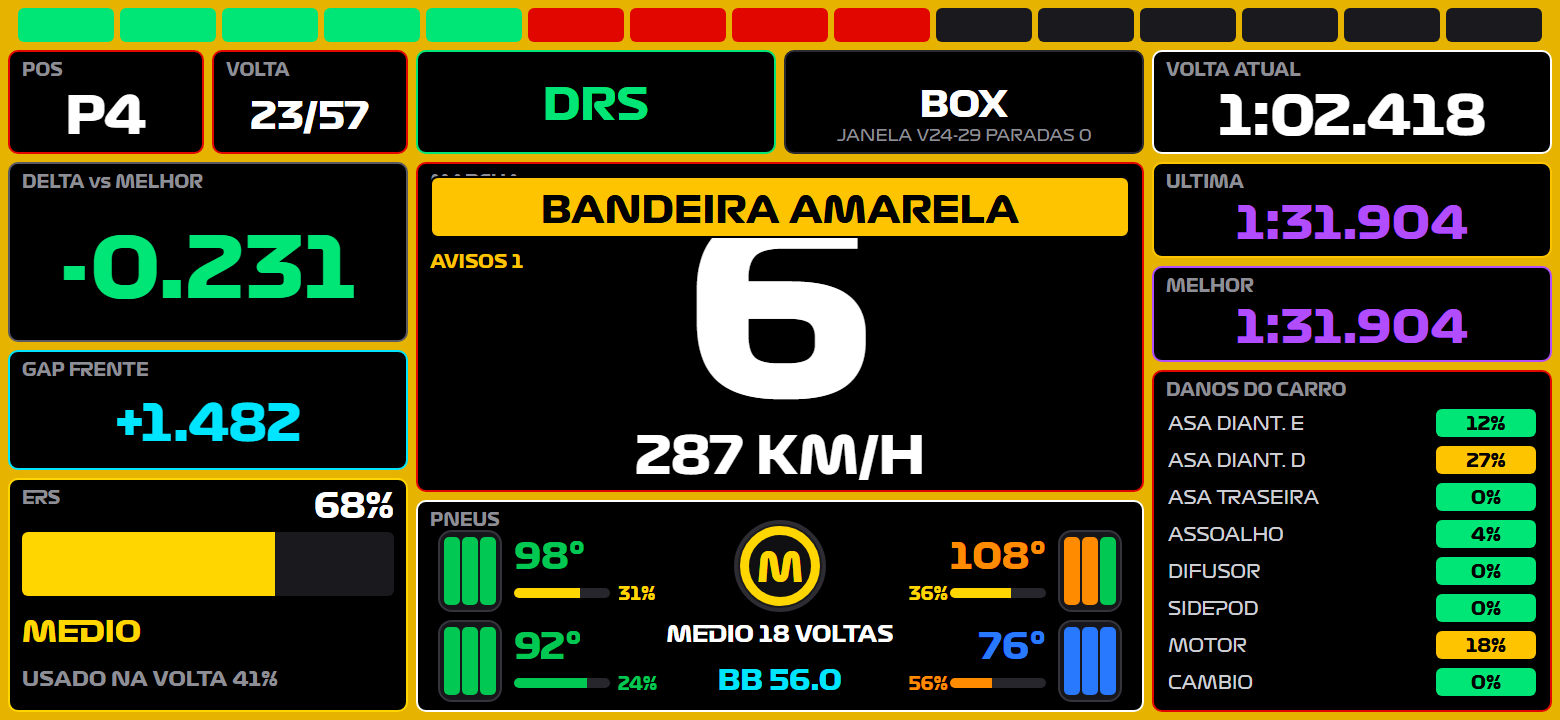 POS
P4
VOLTA
23/57
DRS
BOX
JANELA V24-29 PARADAS 0
VOLTA ATUAL
1:02.418
DELTA vs MELHOR
-0.231
BANDEIRA AMARELA
AVISOS 1
6
287 KM/H
ULTIMA
1:31.904
MELHOR
1:31.904
GAP FRENTE
+1.482
ERS
68%
MEDIO
USADO NA VOLTA 41%
PNEUS
98°
31%
M
108°
36%
MEDIO 18 VOLTAS
92°
24%
BB 56.0
76°
56%
DANOS DO CARRO
ASA DIANT. E 12%
ASA DIANT. D 27%
ASA TRASEIRA 0%
ASSOALHO 4%
DIFUSOR 0%
SIDEPOD 0%
MOTOR 18%
CAMBIO 0%